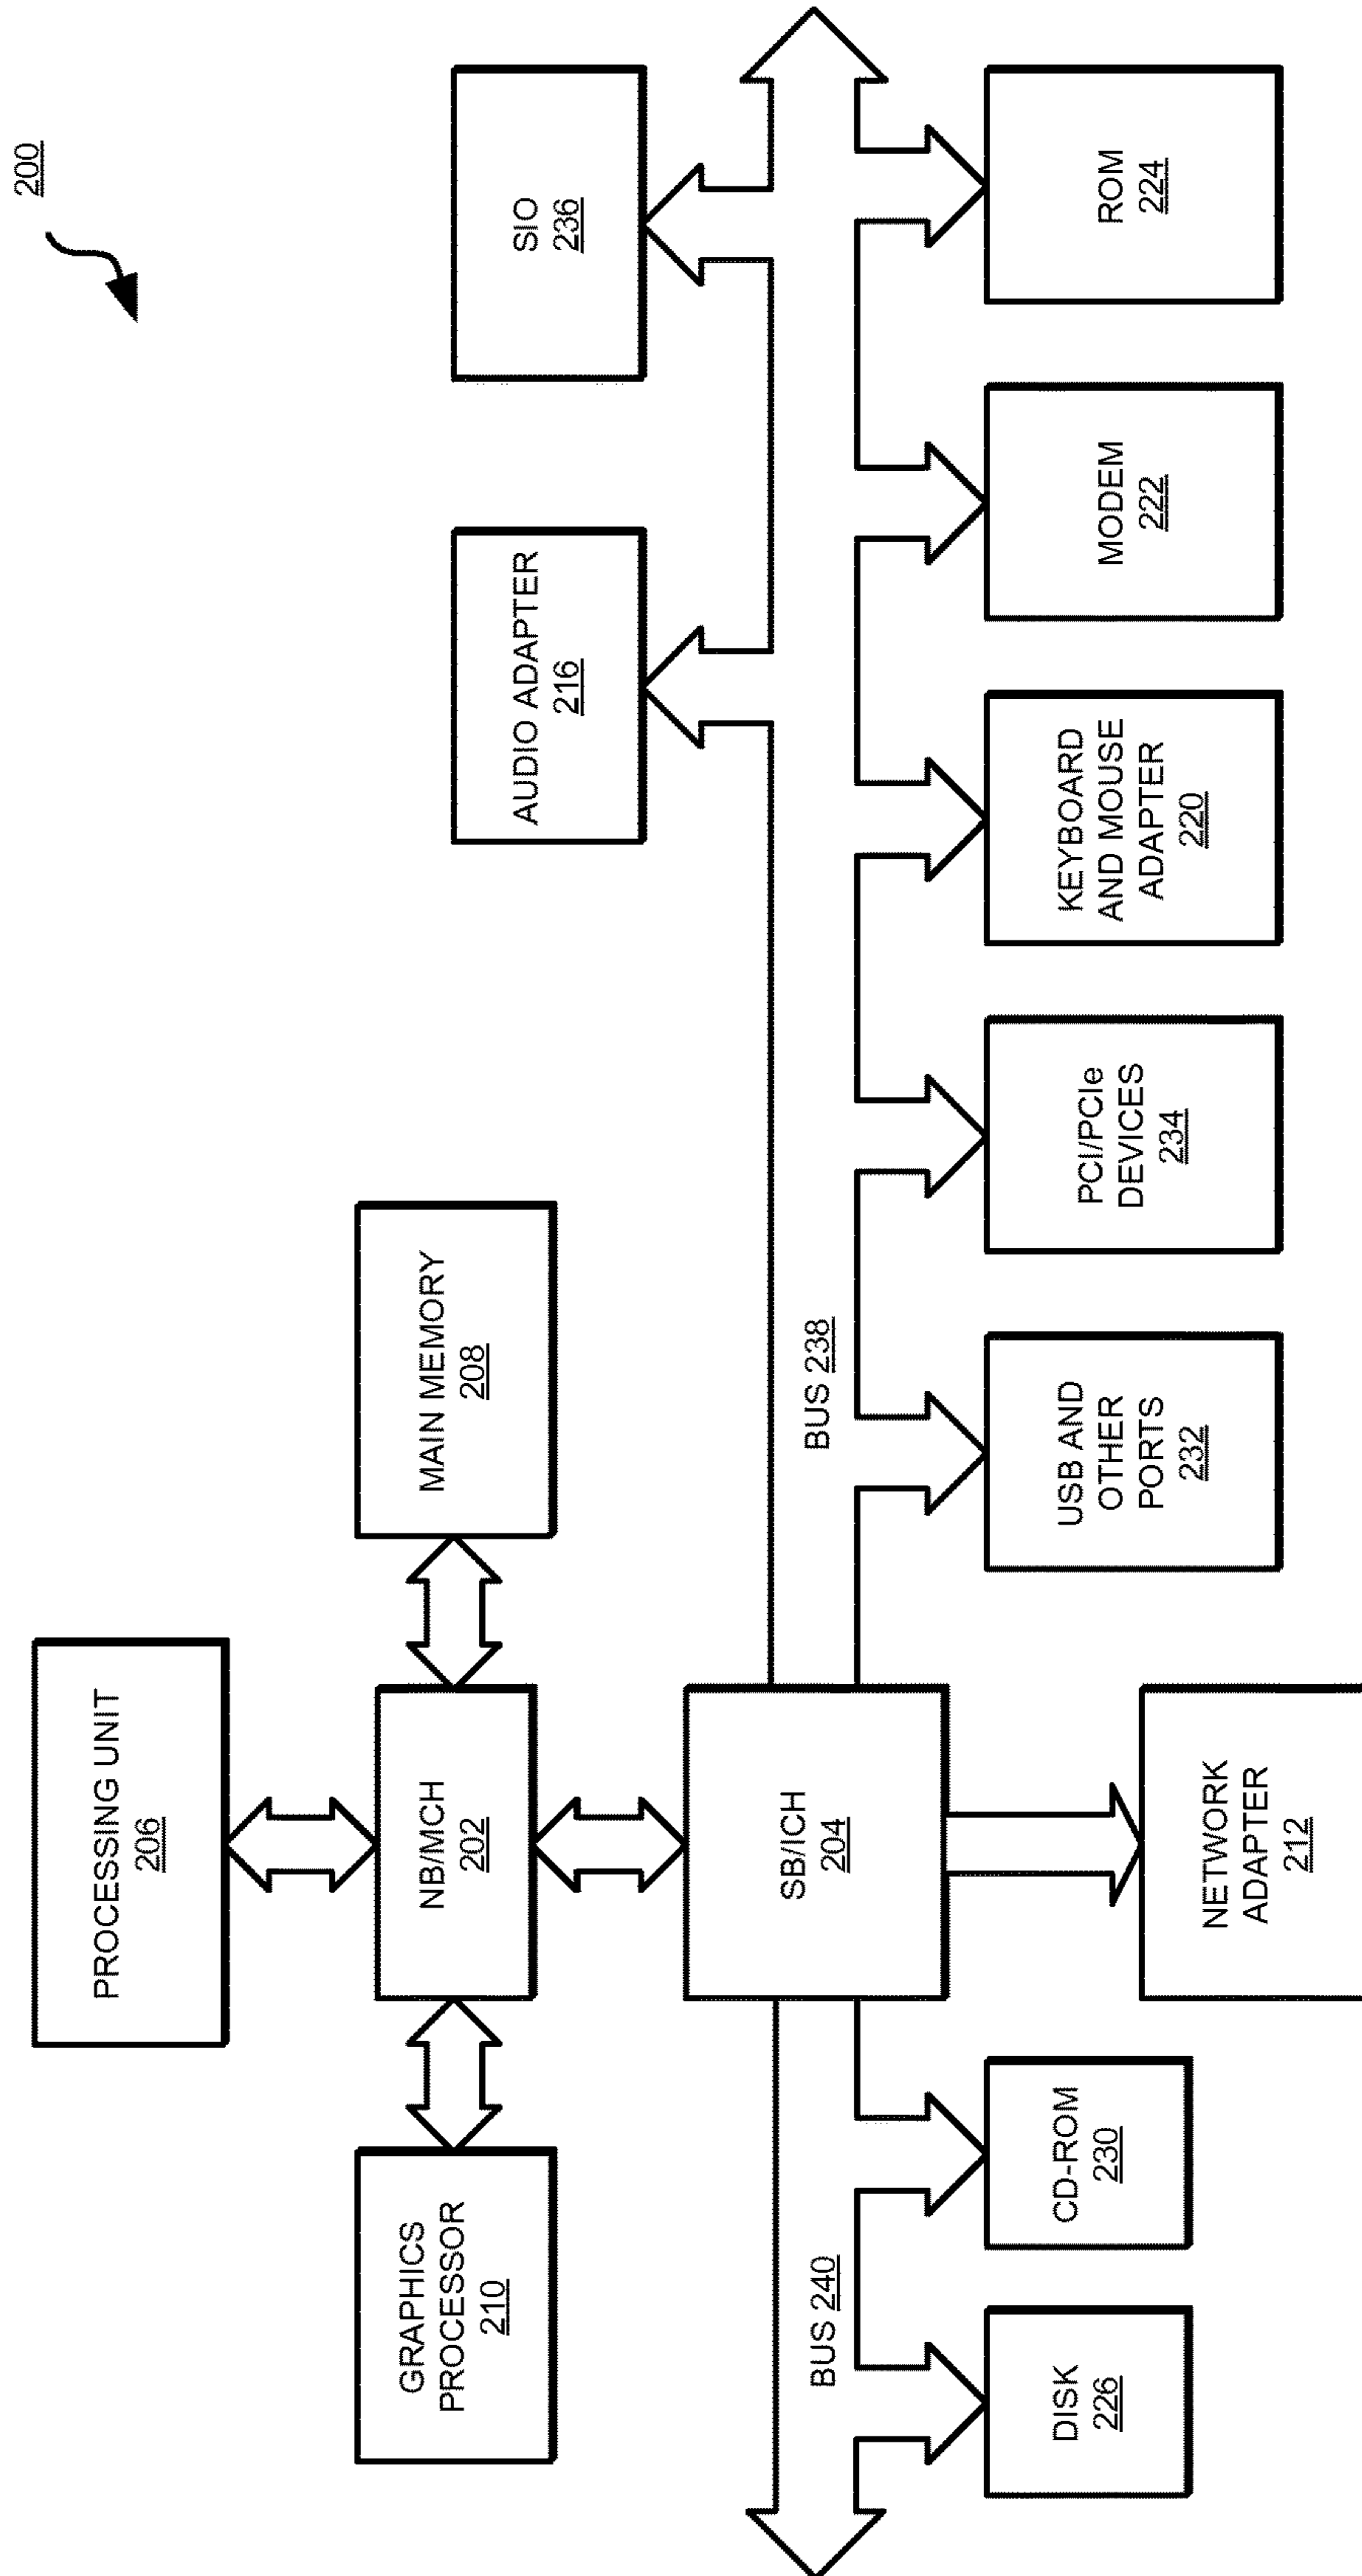 200
PROCESSING UNIT
206
GRAPHICS
PROCESSOR
210
NB/MCH
202
MAIN MEMORY
208
AUDIO ADAPTER
216
SIO
236
SB/ICH
204
BUS 240
BUS 238
DISK
226
CD-ROM
230
USB AND
OTHER
PORTS
232
PCI/PCIe
DEVICES
234
KEYBOARD
AND MOUSE
ADAPTER
220
MODEM
222
ROM
224
NETWORK
ADAPTER
212